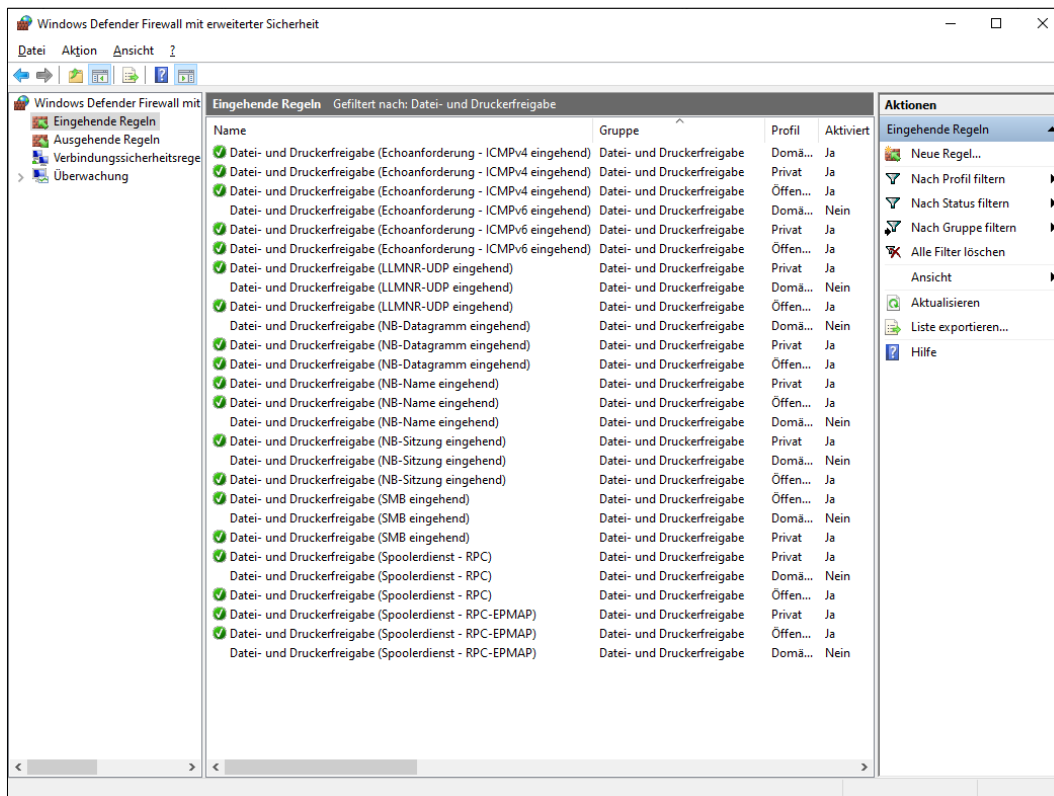 Windows Defender Firewall mit erweiterter Sicherheit
Datei Aktion Ansicht ?
Windows Defender Firewall mit
Eingehende Regeln
Ausgehende Regeln
Verbindungssicherheitsrege
Überwachung
Eingehende Regeln Gefiltert nach: Datei- und Druckerfreigabe
Name Gruppe Profil Aktiviert
Datei- und Druckerfreigabe (Echoanforderung - ICMPv4 eingehend) Datei- und Druckerfreigabe Domä... Ja
Datei- und Druckerfreigabe (Echoanforderung - ICMPv4 eingehend) Datei- und Druckerfreigabe Privat Ja
Datei- und Druckerfreigabe (Echoanforderung - ICMPv4 eingehend) Datei- und Druckerfreigabe Öffen... Ja
Datei- und Druckerfreigabe (Echoanforderung - ICMPv6 eingehend) Datei- und Druckerfreigabe Domä... Nein
Datei- und Druckerfreigabe (Echoanforderung - ICMPv6 eingehend) Datei- und Druckerfreigabe Privat Ja
Datei- und Druckerfreigabe (Echoanforderung - ICMPv6 eingehend) Datei- und Druckerfreigabe Öffen... Ja
Datei- und Druckerfreigabe (LLMNR-UDP eingehend) Datei- und Druckerfreigabe Privat Ja
Datei- und Druckerfreigabe (LLMNR-UDP eingehend) Datei- und Druckerfreigabe Domä... Nein
Datei- und Druckerfreigabe (LLMNR-UDP eingehend) Datei- und Druckerfreigabe Öffen... Ja
Datei- und Druckerfreigabe (NB-Datagramm eingehend) Datei- und Druckerfreigabe Domä... Nein
Datei- und Druckerfreigabe (NB-Datagramm eingehend) Datei- und Druckerfreigabe Privat Ja
Datei- und Druckerfreigabe (NB-Datagramm eingehend) Datei- und Druckerfreigabe Öffen... Ja
Datei- und Druckerfreigabe (NB-Name eingehend) Datei- und Druckerfreigabe Privat Ja
Datei- und Druckerfreigabe (NB-Name eingehend) Datei- und Druckerfreigabe Öffen... Ja
Datei- und Druckerfreigabe (NB-Name eingehend) Datei- und Druckerfreigabe Domä... Nein
Datei- und Druckerfreigabe (NB-Sitzung eingehend) Datei- und Druckerfreigabe Privat Ja
Datei- und Druckerfreigabe (NB-Sitzung eingehend) Datei- und Druckerfreigabe Domä... Nein
Datei- und Druckerfreigabe (NB-Sitzung eingehend) Datei- und Druckerfreigabe Öffen... Ja
Datei- und Druckerfreigabe (SMB eingehend) Datei- und Druckerfreigabe Öffen... Ja
Datei- und Druckerfreigabe (SMB eingehend) Datei- und Druckerfreigabe Domä... Nein
Datei- und Druckerfreigabe (SMB eingehend) Datei- und Druckerfreigabe Privat Ja
Datei- und Druckerfreigabe (Spoolerdienst - RPC) Datei- und Druckerfreigabe Privat Ja
Datei- und Druckerfreigabe (Spoolerdienst - RPC) Datei- und Druckerfreigabe Domä... Nein
Datei- und Druckerfreigabe (Spoolerdienst - RPC) Datei- und Druckerfreigabe Öffen... Ja
Datei- und Druckerfreigabe (Spoolerdienst - RPC-EPMAP) Datei- und Druckerfreigabe Privat Ja
Datei- und Druckerfreigabe (Spoolerdienst - RPC-EPMAP) Datei- und Druckerfreigabe Öffen... Ja
Datei- und Druckerfreigabe (Spoolerdienst - RPC-EPMAP) Datei- und Druckerfreigabe Domä... Nein
Aktionen
Eingehende Regeln
Neue Regel...
Nach Profil filtern
Nach Status filtern
Nach Gruppe filtern
Alle Filter löschen
Ansicht
Aktualisieren
Liste exportieren...
Hilfe